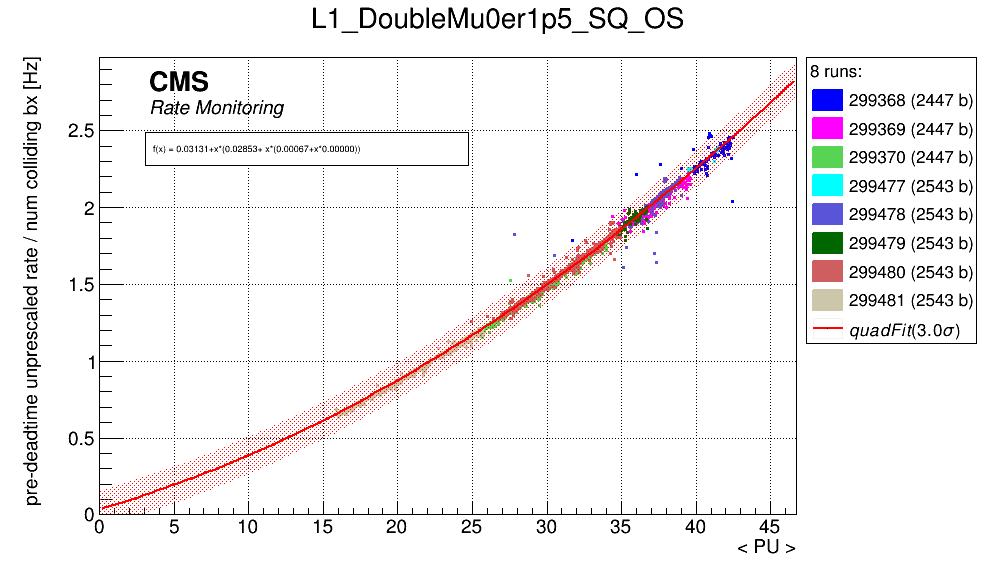 L1_DoubleMu0er1p5_SQ_OS
pre-deadtime unprescaled rate / num colliding bx [Hz]
CMS
Rate Monitoring
f(x) = 0.03131+x*(0.02853+ x*(0.00067+x*0.00000))
2.5
2
1.5
1
0.5
0
0 5 10 15 20 25 30 35 40 45
< PU >
8 runs:
299368 (2447 b)
299369 (2447 b)
299370 (2447 b)
299477 (2543 b)
299478 (2543 b)
299479 (2543 b)
299480 (2543 b)
299481 (2543 b)
quadFit(3.0σ)